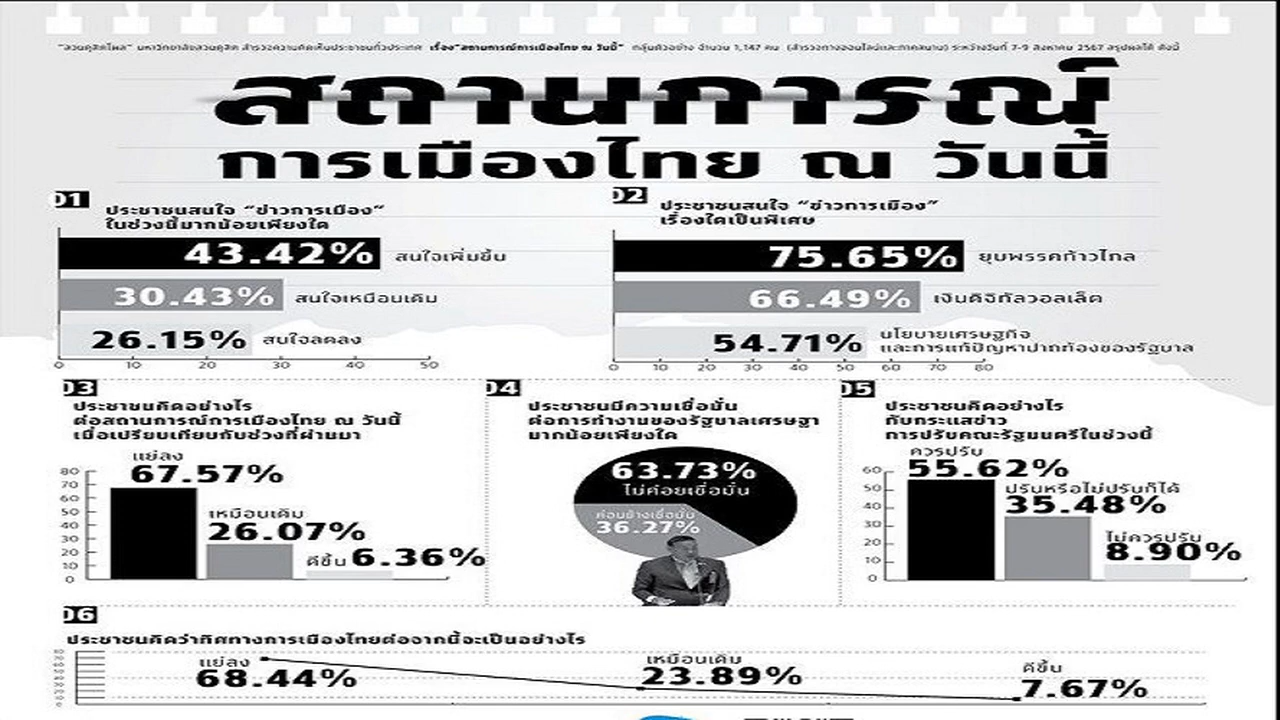 "สวนดุสิตโพล" มหาวิทยาลัยสวนดุสิต สำรวจความคิดเห็นประชาชนทั่วประเทศ เรื่อง "สถานการณ์การเมืองไทย ณ วันนี้" กลุ่มตัวอย่าง จำนวน 1,147 คน (สำรวจทางออนไลน์และภาคสนาม) ระหว่างวันที่ 7-9 สิงหาคม 2567 สรุปผลได้ ดังนี้
สถานการณ์
การเมืองไทย ณ วันนี้
01
ประชาชนสนใจ "ข่าวการเมือง"
ในช่วงนี้มากน้อยเพียงใด
43.42% สนใจเพิ่มขึ้น
30.43% สนใจเหมือนเดิม
26.15% สนใจลดลง
0 10 20 30 40 50
02
ประชาชนสนใจ "ข่าวการเมือง"
เรื่องใดเป็นพิเศษ
75.65% ยุบพรรคก้าวไกล
66.49% เงินดิจิทัลวอลเล็ต
54.71% นโยบายเศรษฐกิจ
และการแก้ปัญหาปากท้องของรัฐบาล
0 10 20 30 40 50 60 70 80
03
ประชาชนคิดอย่างไร
ต่อสถานการณ์การเมืองไทย ณ วันนี้
เมื่อเปรียบเทียบกับช่วงที่ผ่านมา
แย่ลง
67.57%
เหมือนเดิม
26.07%
ดีขึ้น 6.36%
80
70
60
50
40
30
20
10
0
04
ประชาชนมีความเชื่อมั่น
ต่อการทำงานของรัฐบาลเศรษฐา
มากน้อยเพียงใด
63.73%
ไม่ค่อยเชื่อมั่น
ค่อนข้างเชื่อมั่น
36.27%
05
ประชาชนคิดอย่างไร
กับกระแสข่าว
การปรับคณะรัฐมนตรีในช่วงนี้
ควรปรับ
55.62%
ปรับหรือไม่ปรับก็ได้
35.48%
ไม่ควรปรับ
8.90%
60
50
40
30
20
10
0
06
ประชาชนคิดว่าทิศทางการเมืองไทยต่อจากนี้จะเป็นอย่างไร
แย่ลง
68.44%
เหมือนเดิม
23.89%
ดีขึ้น
7.67%